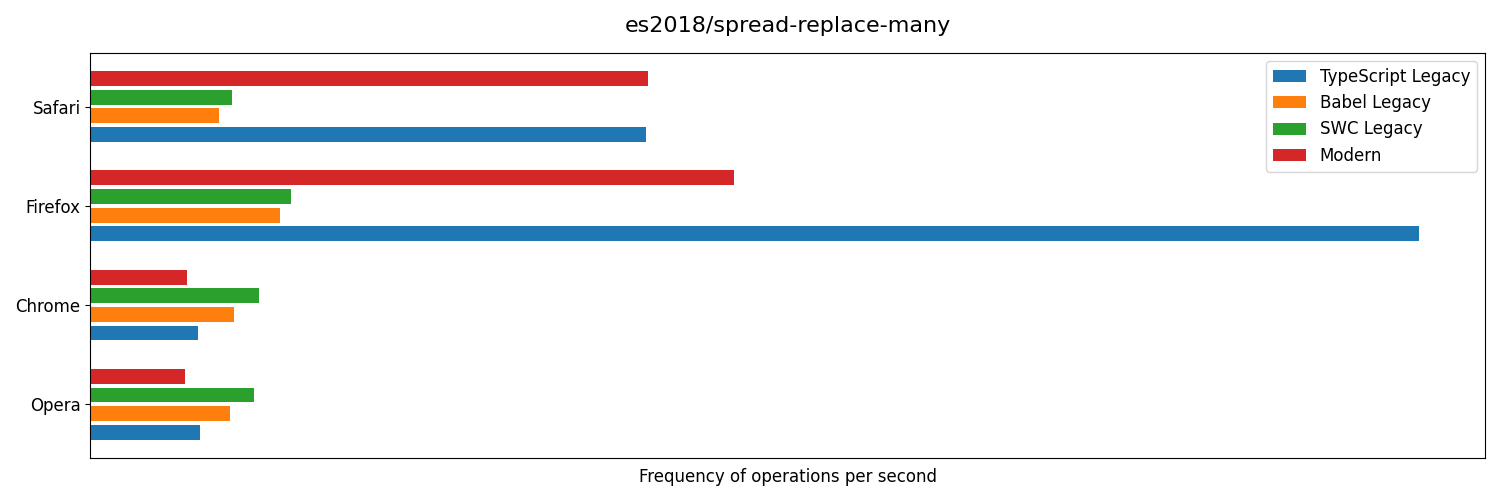 es2018/spread-replace-many
TypeScript Legacy
Babel Legacy
SWC Legacy
Modern
Safari
Firefox
Chrome
Opera
Frequency of operations per second